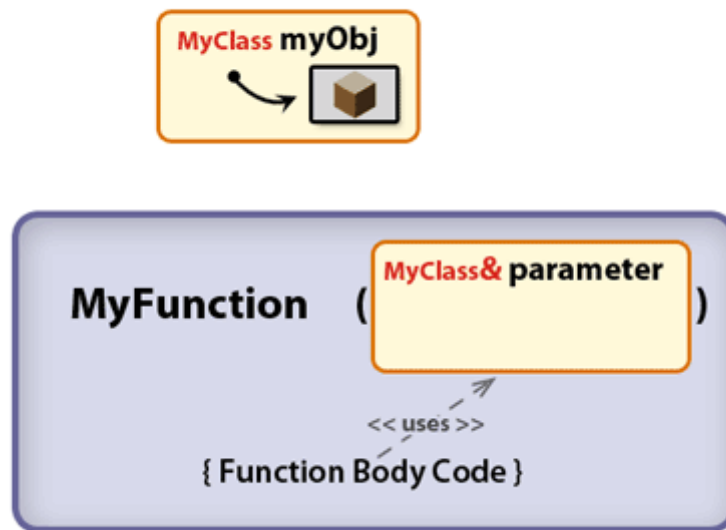 MyClass myObj
MyFunction ( MyClass& parameter )
<< uses >>
{ Function Body Code }